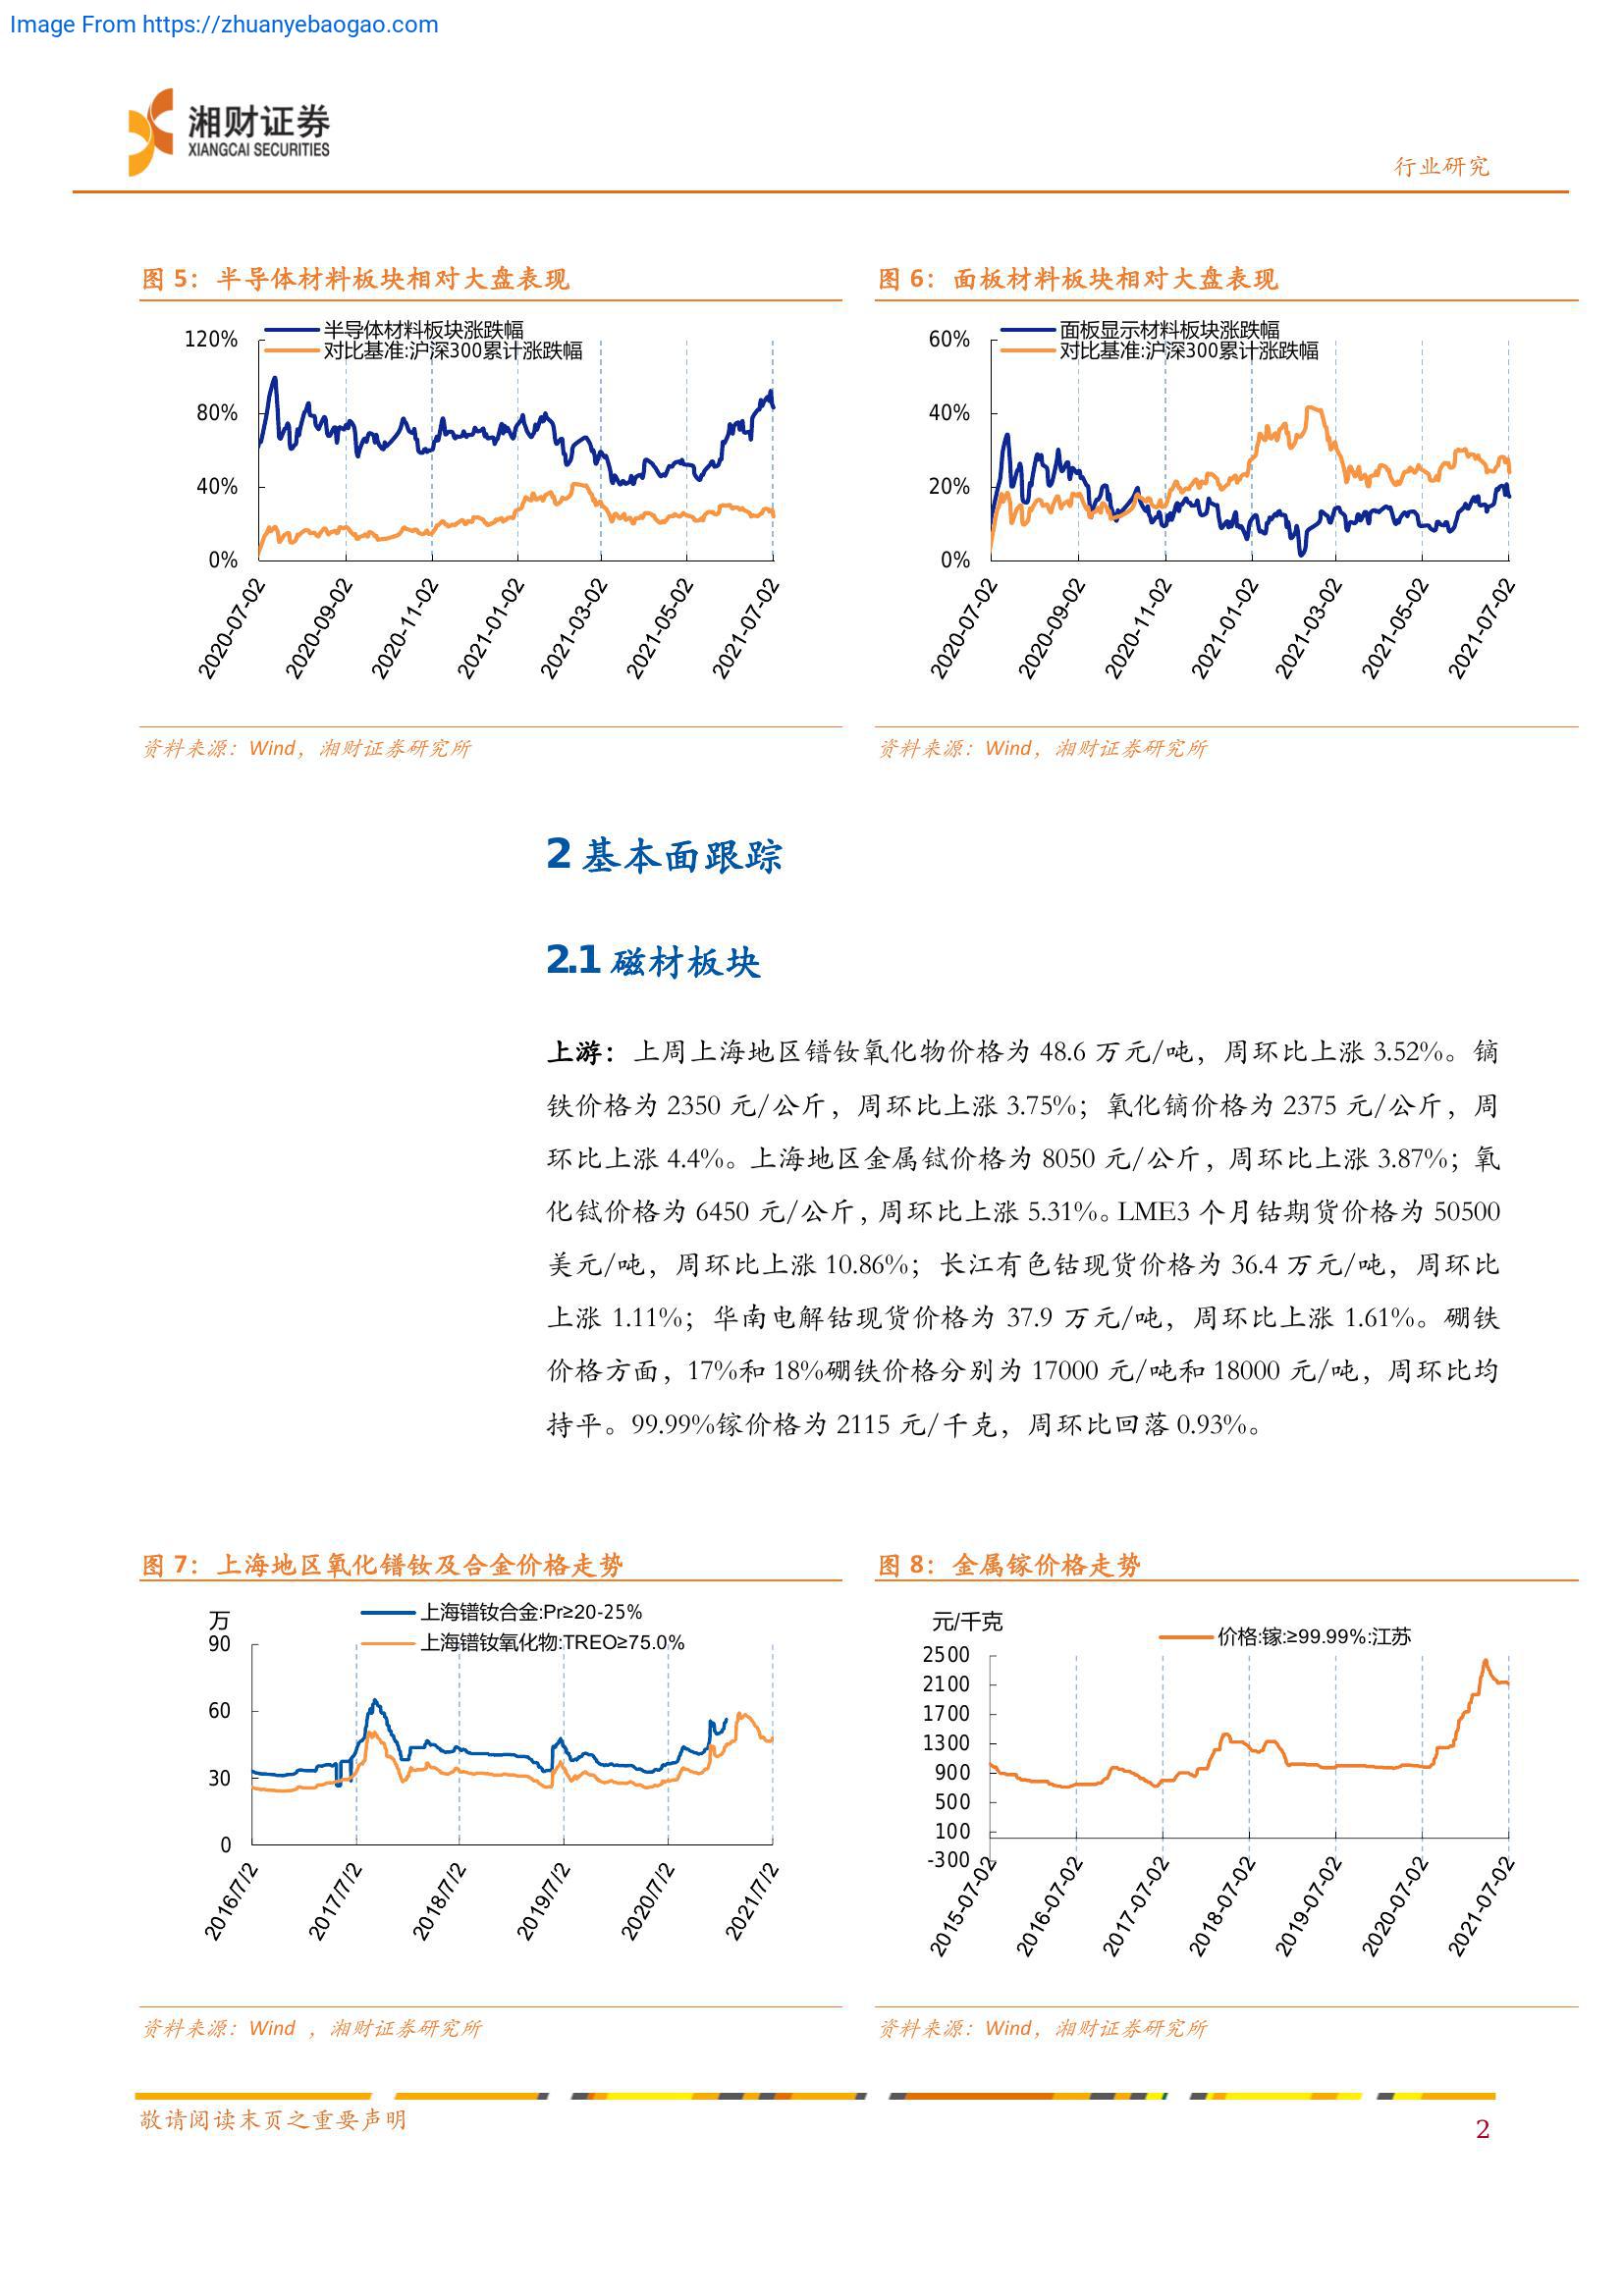 Image From https://zhuanyebaogao.com
湘财证券
XIANGCAI SECURITIES
行业研究
图 5：半导体材料板块相对大盘表现
半导体材料板块涨跌幅
对比基准:沪深300累计涨跌幅
120%
80%
40%
0%
2020-07-02
2020-09-02
2020-11-02
2021-01-02
2021-03-02
2021-05-02
2021-07-02
资料来源：Wind，湘财证券研究所
图 6：面板材料板块相对大盘表现
面板显示材料板块涨跌幅
对比基准:沪深300累计涨跌幅
60%
40%
20%
0%
2020-07-02
2020-09-02
2020-11-02
2021-01-02
2021-03-02
2021-05-02
2021-07-02
资料来源：Wind，湘财证券研究所
2 基本面跟踪
2.1 磁材板块
上游：上周上海地区镨钕氧化物价格为 48.6 万元/吨，周环比上涨 3.52%。镝
铁价格为 2350 元/公斤，周环比上涨 3.75%；氧化镝价格为 2375 元/公斤，周
环比上涨 4.4%。上海地区金属铽价格为 8050 元/公斤，周环比上涨 3.87%；氧
化铽价格为 6450 元/公斤，周环比上涨 5.31%。LME3 个月钴期货价格为 50500
美元/吨，周环比上涨 10.86%；长江有色钴现货价格为 36.4 万元/吨，周环比
上涨 1.11%；华南电解钴现货价格为 37.9 万元/吨，周环比上涨 1.61%。硼铁
价格方面，17%和 18%硼铁价格分别为 17000 元/吨和 18000 元/吨，周环比均
持平。99.99%镓价格为 2115 元/千克，周环比回落 0.93%。
图 7：上海地区氧化镨钕及合金价格走势
万
上海镨钕合金:Pr≥20-25%
上海镨钕氧化物:TREO≥75.0%
90
60
30
0
2016/7/2
2017/7/2
2018/7/2
2019/7/2
2020/7/2
2021/7/2
资料来源：Wind ，湘财证券研究所
图 8：金属镓价格走势
元/千克
价格:镓:≥99.99%:江苏
2500
2100
1700
1300
900
500
100
-300
2015-07-02
2016-07-02
2017-07-02
2018-07-02
2019-07-02
2020-07-02
2021-07-02
资料来源：Wind，湘财证券研究所
敬请阅读末页之重要声明
2